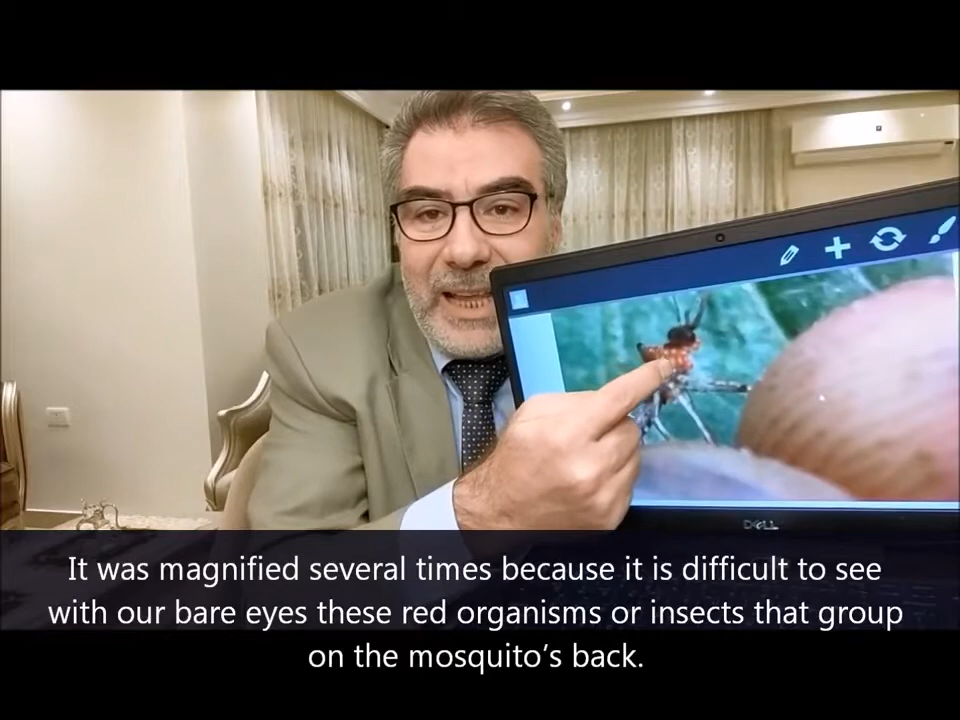 DELL
It was magnified several times because it is difficult to see
with our bare eyes these red organisms or insects that group
on the mosquito’s back.